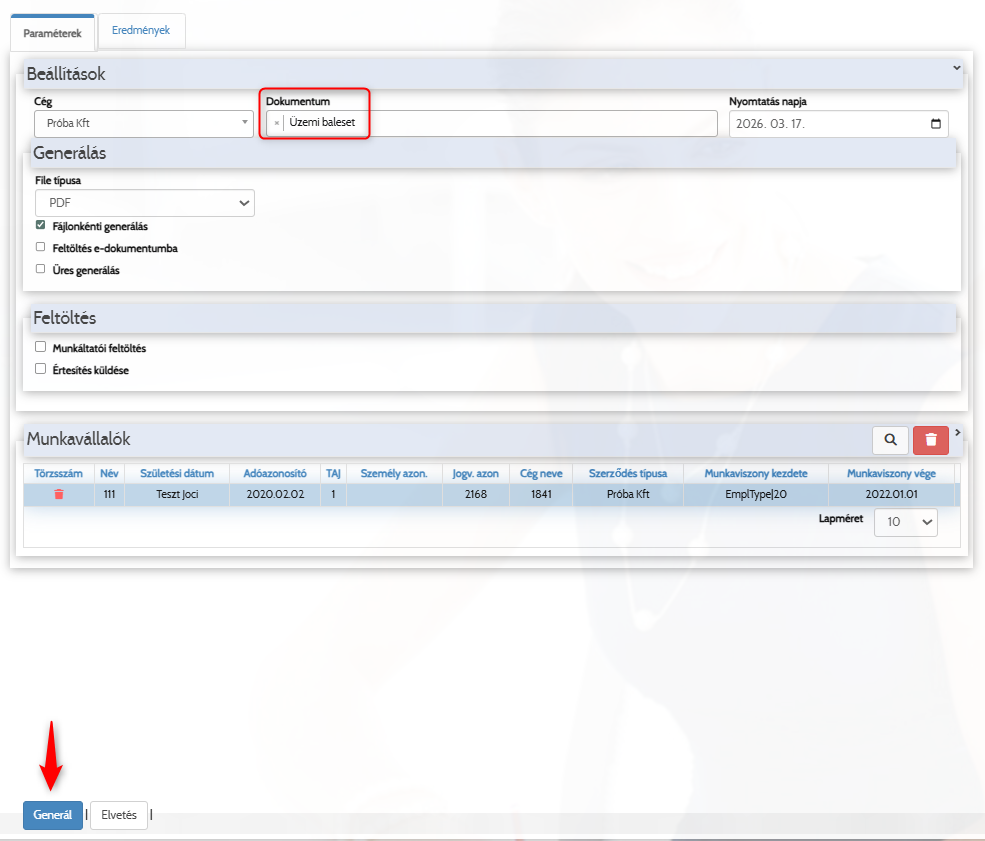 Paraméterek Eredmények
Beállítások
Cég Dokumentum Nyomtatás napja
Próba Kft × Üzemi baleset 2026. 03. 17.
Generálás
File típusa
PDF
Fájlonkénti generálás
Feltöltés e-dokumentumba
Üres generálás
Feltöltés
Munkáltatói feltöltés
Értesítés küldése
Munkavállalók
Törzsszám Név Születési dátum Adóazonosító TAJ Személy azon. Jogv. azon Cég neve Szerződés típusa Munkaviszony kezdete Munkaviszony vége
111 Teszt Joci 2020.02.02 1 2168 1841 Próba Kft EmplType|20 2022.01.01
Lapméret 10
Generál | Elvetés |